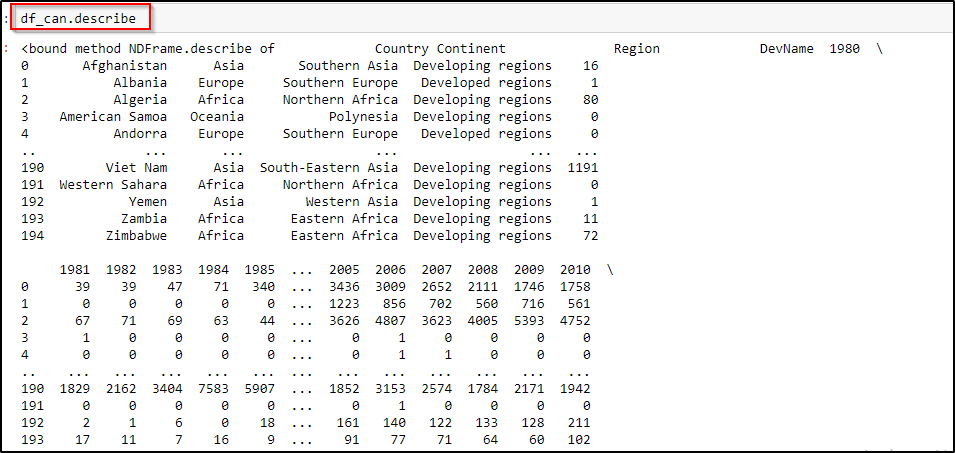 : df_can.describe
: <bound method NDFrame.describe of             Country Continent              Region             DevName  1980  \
0       Afghanistan      Asia       Southern Asia  Developing regions    16
1           Albania    Europe     Southern Europe   Developed regions     1
2           Algeria    Africa     Northern Africa  Developing regions    80
3    American Samoa   Oceania           Polynesia  Developing regions     0
4           Andorra    Europe     Southern Europe   Developed regions     0
..              ...       ...                 ...                 ...   ...
190        Viet Nam      Asia  South-Eastern Asia  Developing regions  1191
191  Western Sahara    Africa     Northern Africa  Developing regions     0
192           Yemen      Asia        Western Asia  Developing regions     1
193          Zambia    Africa      Eastern Africa  Developing regions    11
194        Zimbabwe    Africa      Eastern Africa  Developing regions    72
     1981  1982  1983  1984  1985  ...  2005  2006  2007  2008  2009  2010  \
0      39    39    47    71   340  ...  3436  3009  2652  2111  1746  1758
1       0     0     0     0     0  ...  1223   856   702   560   716   561
2      67    71    69    63    44  ...  3626  4807  3623  4005  5393  4752
3       1     0     0     0     0  ...     0     1     0     0     0     0
4       0     0     0     0     0  ...     0     1     1     0     0     0
..    ...   ...   ...   ...   ...  ...   ...   ...   ...   ...   ...   ...
190  1829  2162  3404  7583  5907  ...  1852  3153  2574  1784  2171  1942
191     0     0     0     0     0  ...     0     1     0     0     0     0
192     2     1     6     0    18  ...   161   140   122   133   128   211
193    17    11     7    16     9  ...    91    77    71    64    60   102